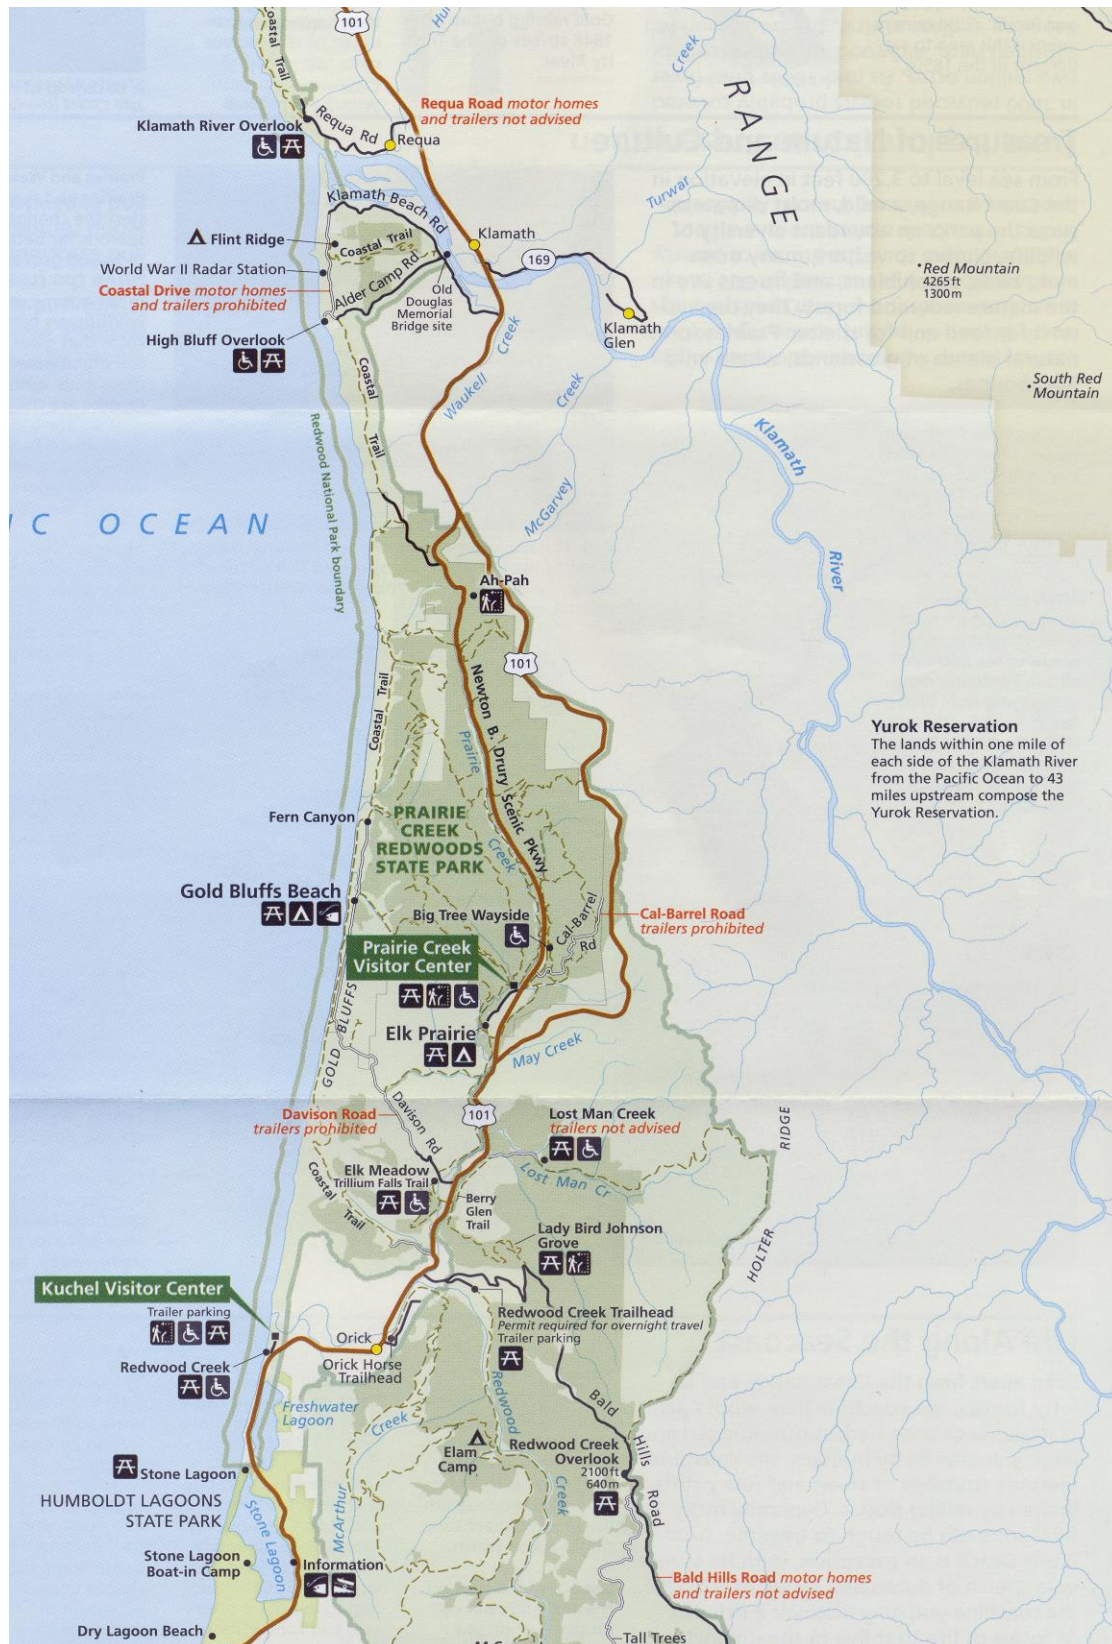 101
Coastal Trail
Creek
RANGE
Requa Road motor homes
and trailers not advised
Klamath River Overlook
Requa Rd
Requa
Turwar
Klamath Beach Rd
Flint Ridge
Coastal Trail
Klamath
169
World War II Radar Station
Coastal Drive motor homes
and trailers prohibited
Alder Camp Rd
Old
Douglas
Memorial
Bridge site
Red Mountain
4265ft
1300m
Klamath
Glen
High Bluff Overlook
Creek
Waukell
Coastal
Trail
Creek
McGarvey
South Red
Mountain
Klamath
River
Redwood National Park boundary
IC OCEAN
Ah-Pah
101
Coastal Trail
Newton B. Drury Scenic Pkwy
Prairie
Creek
Yurok Reservation
The lands within one mile of
each side of the Klamath River
from the Pacific Ocean to 43
miles upstream compose the
Yurok Reservation.
Fern Canyon
PRAIRIE
CREEK
REDWOODS
STATE PARK
Gold Bluffs Beach
Big Tree Wayside
Cal-Barrel
Rd
Cal-Barrel Road
trailers prohibited
Prairie Creek
Visitor Center
Elk Prairie
GOLD BLUFFS
May Creek
Davison Road
trailers prohibited
Davison Rd
101
Lost Man Creek
trailers not advised
Lost Man Cr
HOLTER
RIDGE
Coastal
Trail
Elk Meadow
Trillium Falls Trail
Berry
Glen
Trail
Lady Bird Johnson
Grove
Kuchel Visitor Center
Trailer parking
Redwood Creek
Orick
Orick Horse
Trailhead
Redwood Creek Trailhead
Permit required for overnight travel
Trailer parking
Freshwater
Lagoon
McArthur
Creek
Redwood
Creek
Elam
Camp
Bald
Hills
Road
Redwood Creek
Overlook
2100ft
640m
Stone Lagoon
HUMBOLDT LAGOONS
STATE PARK
Stone Lagoon
Stone Lagoon
Boat-in Camp
Information
Bald Hills Road motor homes
and trailers not advised
Dry Lagoon Beach
Tall Trees